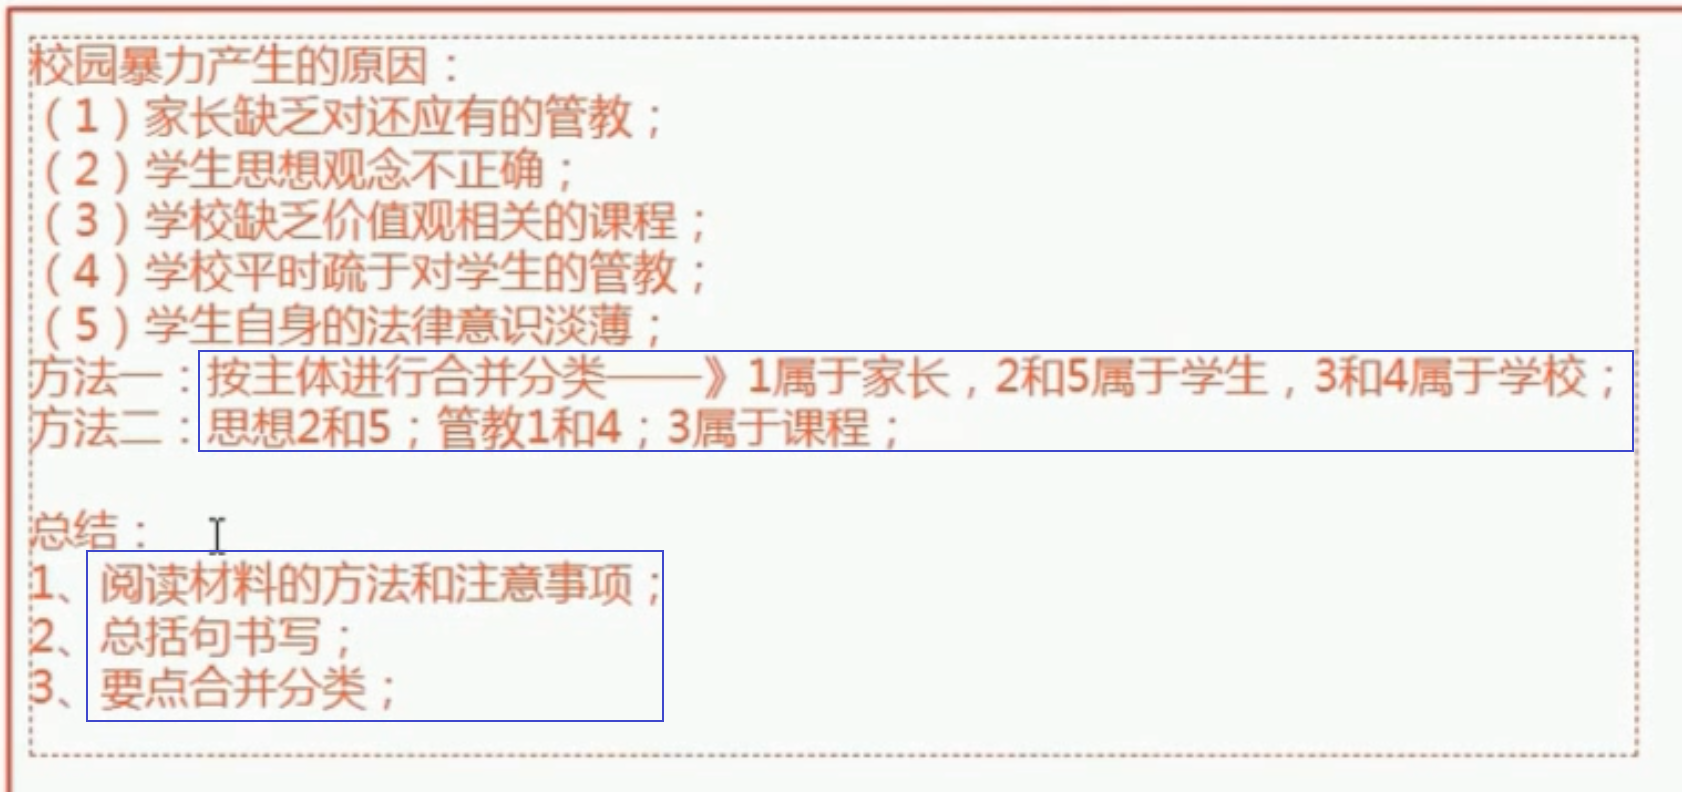 校园暴力产生的原因：
（1）家长缺乏对还应有的管教；
（2）学生思想观念不正确；
（3）学校缺乏价值观相关的课程；
（4）学校平时疏于对学生的管教；
（5）学生自身的法律意识淡薄；
方法一：按主体进行合并分类——》1属于家长，2和5属于学生，3和4属于学校；
方法二：思想2和5；管教1和4；3属于课程；
总结：
1、阅读材料的方法和注意事项；
2、总括句书写；
3、要点合并分类；